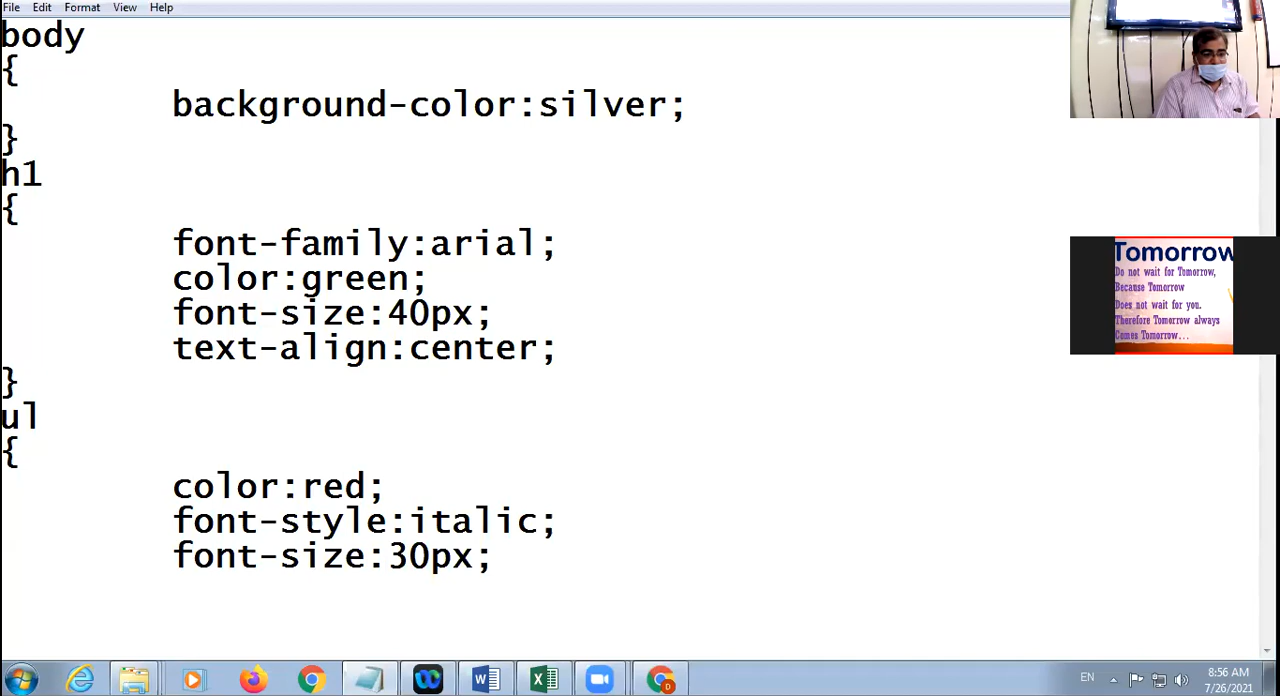 File Edit Format View Help
body
{
background-color:silver;
}
h1
{
font-family:arial;
color:green;
font-size:40px;
text-align:center;
}
ul
{
color:red;
font-style:italic;
font-size:30px;
Tomorrow
Do not wait for Tomorrow,
Because Tomorrow
Does not wait for you.
Therefore Tomorrow always
Comes Tomorrow...
EN
8:56 AM
7/26/2021